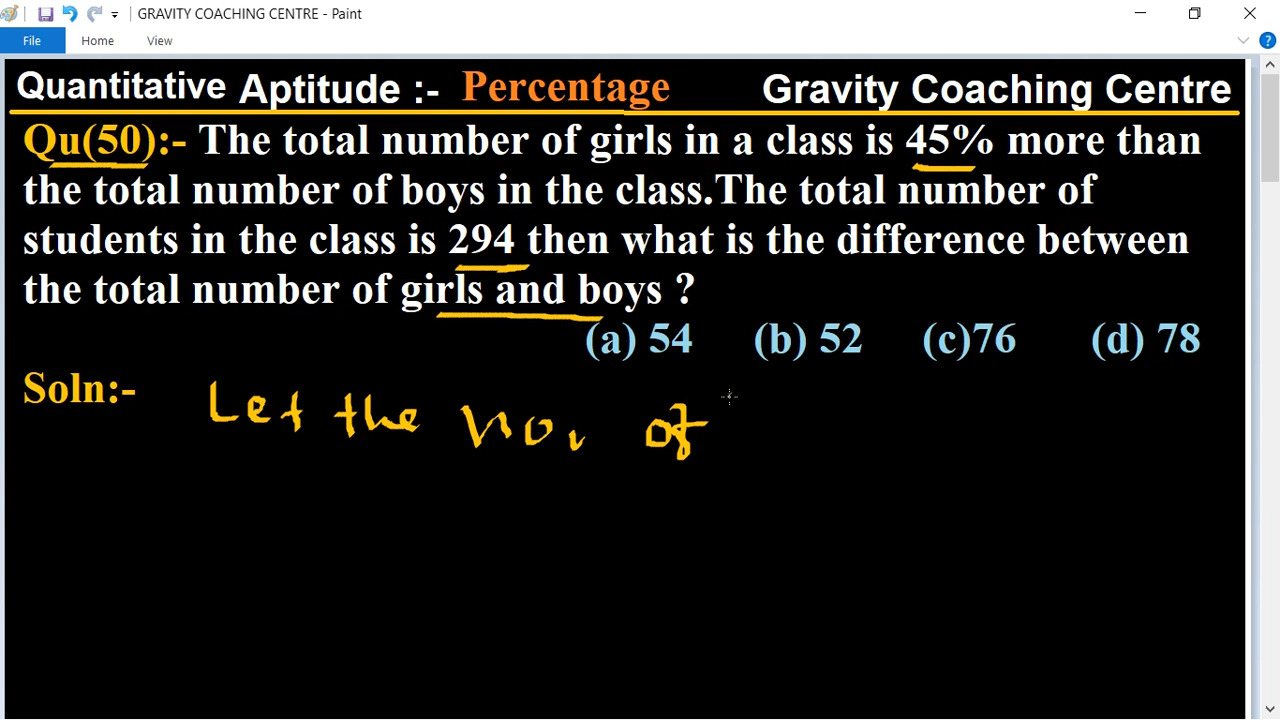 GRAVITY COACHING CENTRE - Paint
File Home View
Quantitative Aptitude :- Percentage Gravity Coaching Centre
Qu(50):- The total number of girls in a class is 45% more than
the total number of boys in the class.The total number of
students in the class is 294 then what is the difference between
the total number of girls and boys ?
(a) 54 (b) 52 (c)76 (d) 78
Soln:- Let the no. of